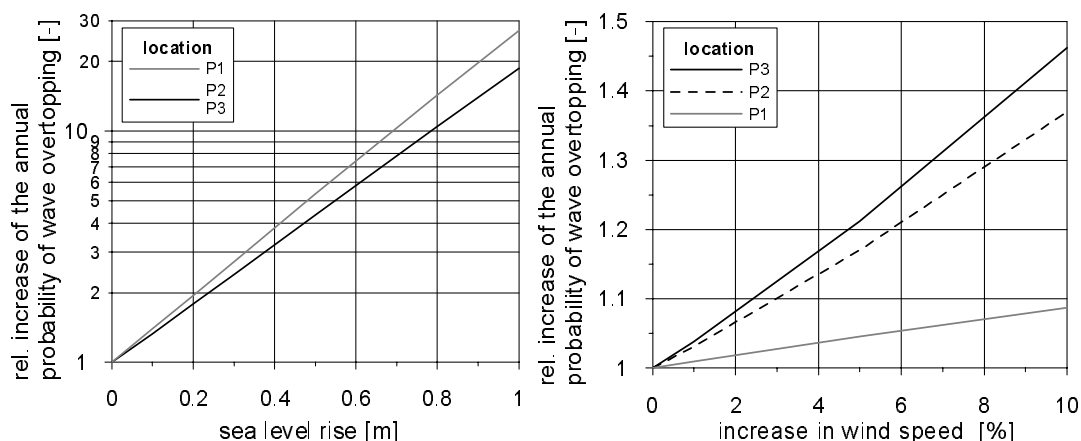 rel. increase of the annual
probability of wave overtopping [-]
30
20
10
9
8
7
6
5
4
3
2
1
location
P1
P2
P3
0 0.2 0.4 0.6 0.8 1
sea level rise [m]
rel. increase of the annual
probability of wave overtopping [-]
1.5
1.4
1.3
1.2
1.1
1
location
P3
P2
P1
0 2 4 6 8 10
increase in wind speed [%]